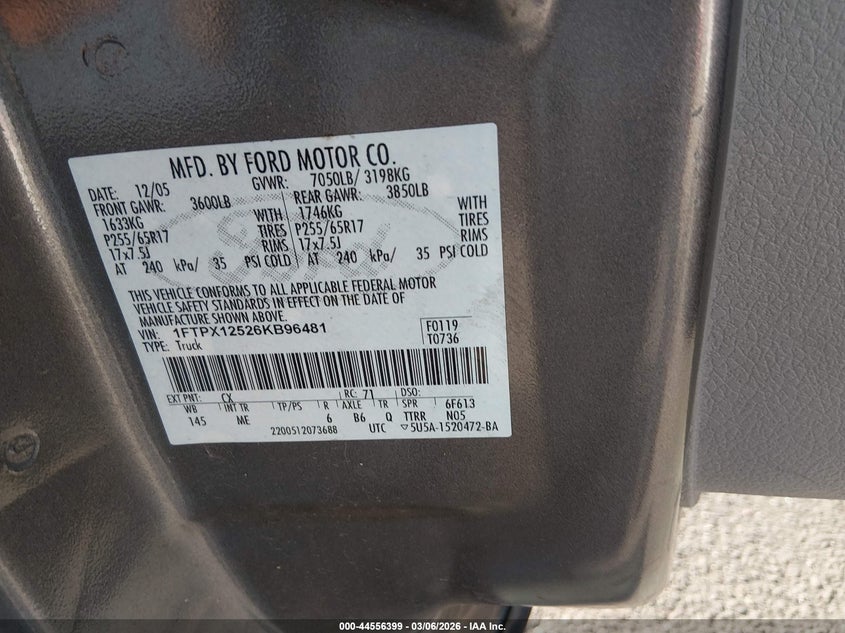 MFD. BY FORD MOTOR CO.
DATE: 12/05 GVWR: 7050LB/ 3198KG
FRONT GAWR: 3600LB REAR GAWR: 3850LB
1633KG WITH 1746KG WITH
P255/65R17 TIRES P255/65R17 TIRES
17x7.5J RIMS 17x7.5J RIMS
AT 240 kPa/ 35 PSI COLD AT 240 kPa/ 35 PSI COLD
THIS VEHICLE CONFORMS TO ALL APPLICABLE FEDERAL MOTOR
VEHICLE SAFETY STANDARDS IN EFFECT ON THE DATE OF
MANUFACTURE SHOWN ABOVE.
VIN: 1FTPX12526KB96481 F0119
TYPE: Truck T0736
EXT PNT: CX RC: 71 DSO:
WB INT TR TP/PS R AXLE TR SPR 6F613
145 ME 6 B6 Q TTRR N05
2200512073688 UTC 5U5A-1520472-BA
000-44556399 — 03/06/2026 — IAA Inc.